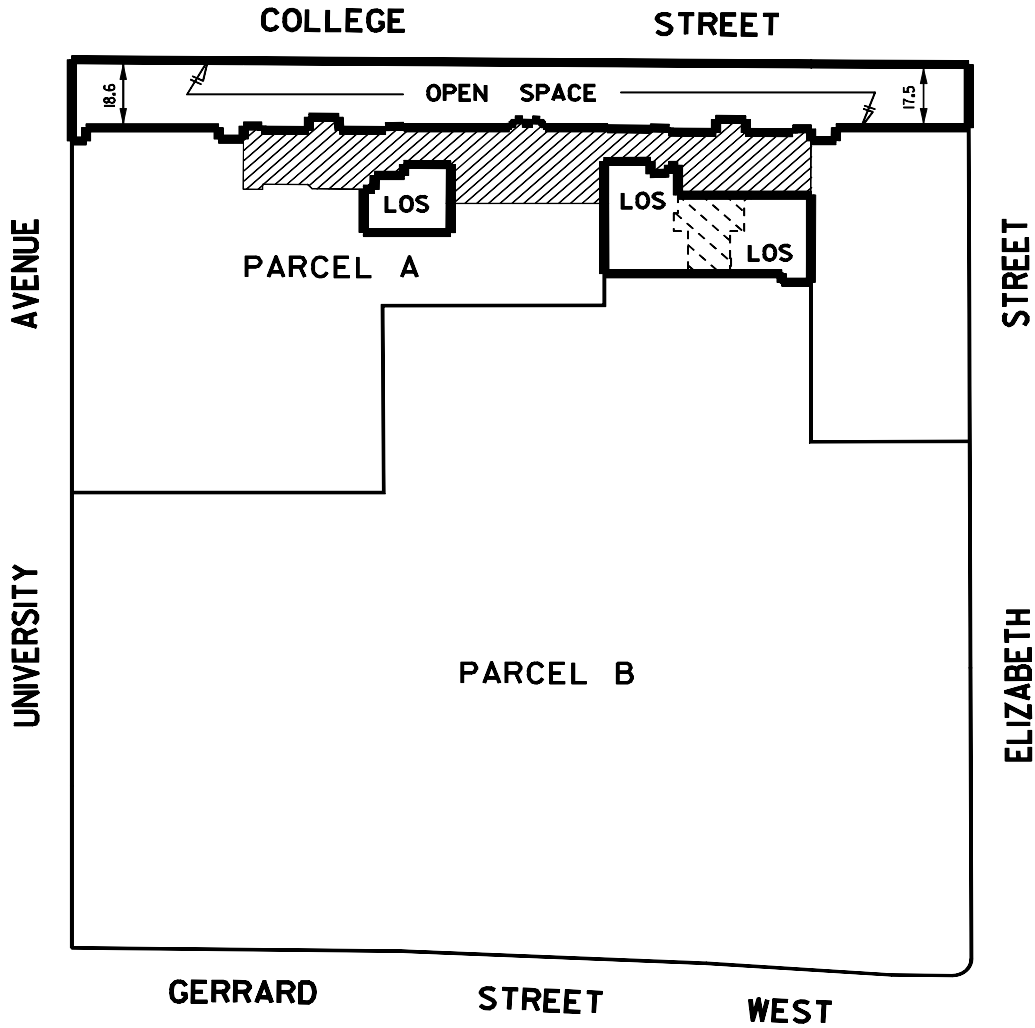 COLLEGE STREET
18.6
OPEN SPACE
17.5
LOS
LOS
LOS
PARCEL A
AVENUE
STREET
PARCEL B
UNIVERSITY
ELIZABETH
GERRARD STREET WEST